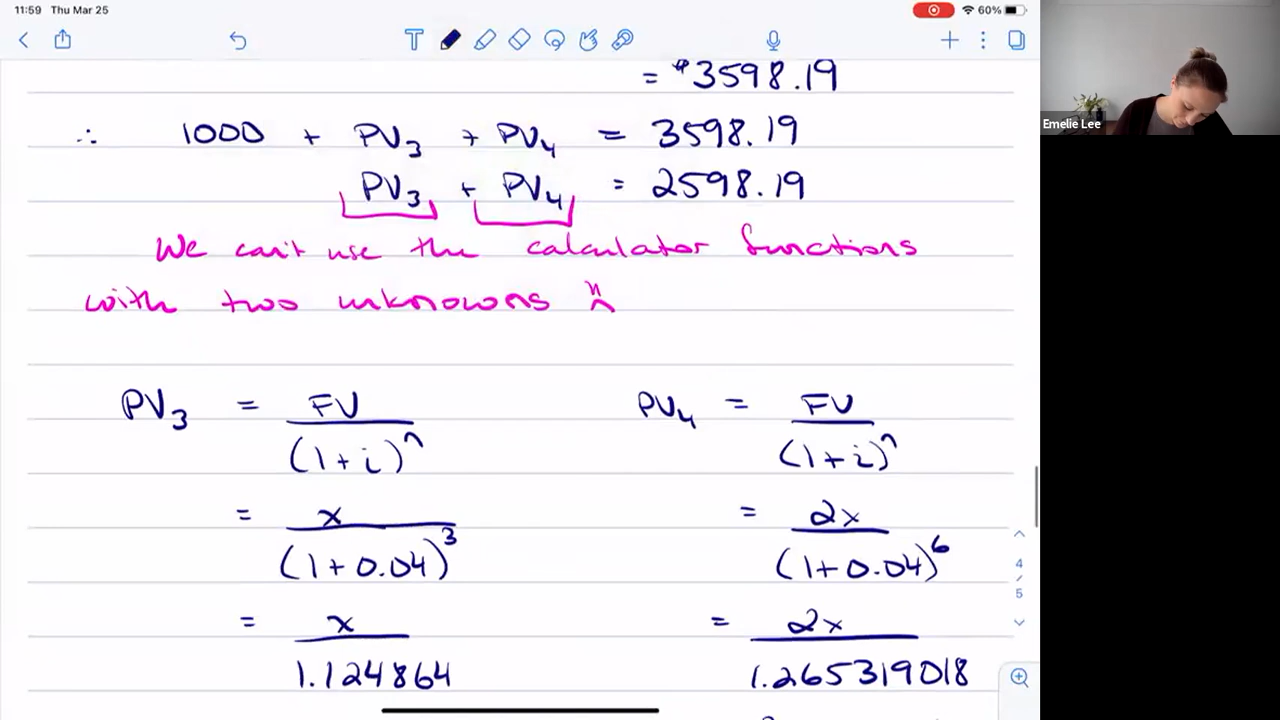 11:59 Thu Mar 25
60%
= $3598.19
∴ 1000 + PV₃ + PV₄ = 3598.19
PV₃ + PV₄ = 2598.19
We can't use the calculator functions
with two unknowns
PV₃ = FV / (1+i)ⁿ
PV₄ = FV / (1+i)ⁿ
= x / (1+0.04)³
= 2x / (1+0.04)⁶
= x / 1.124864
= 2x / 1.265319018
4
/
5
Emelie Lee